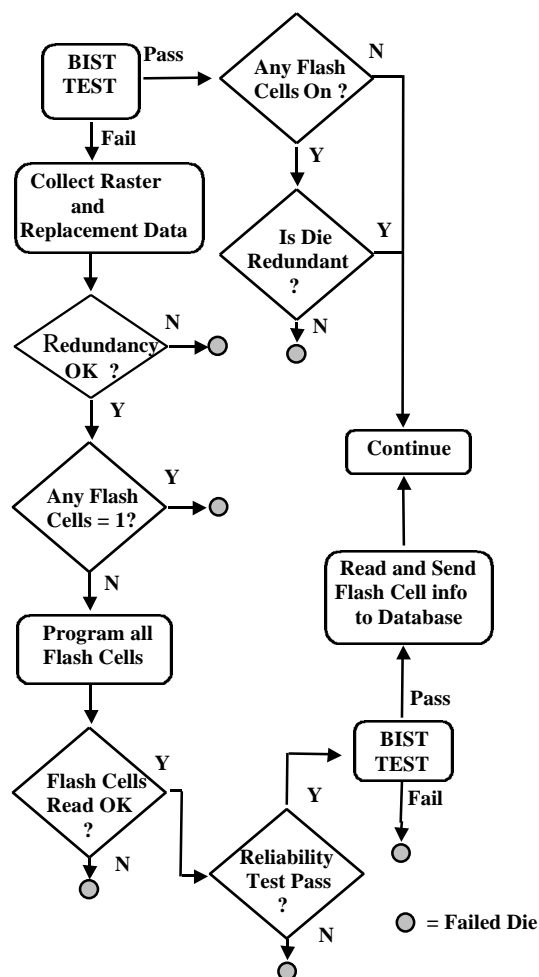 BIST
TEST
Pass
Any Flash
Cells On ?
N
Fail
Y
Collect Raster
and
Replacement Data
Is Die
Redundant
?
Y
N
Redundancy
OK ?
N
Y
Continue
Any Flash
Cells = 1?
Y
N
Read and Send
Flash Cell info
to Database
Program all
Flash Cells
Pass
BIST
TEST
Flash Cells
Read OK
?
Y
Y
Fail
N
Reliability
Test Pass
?
N
= Failed Die